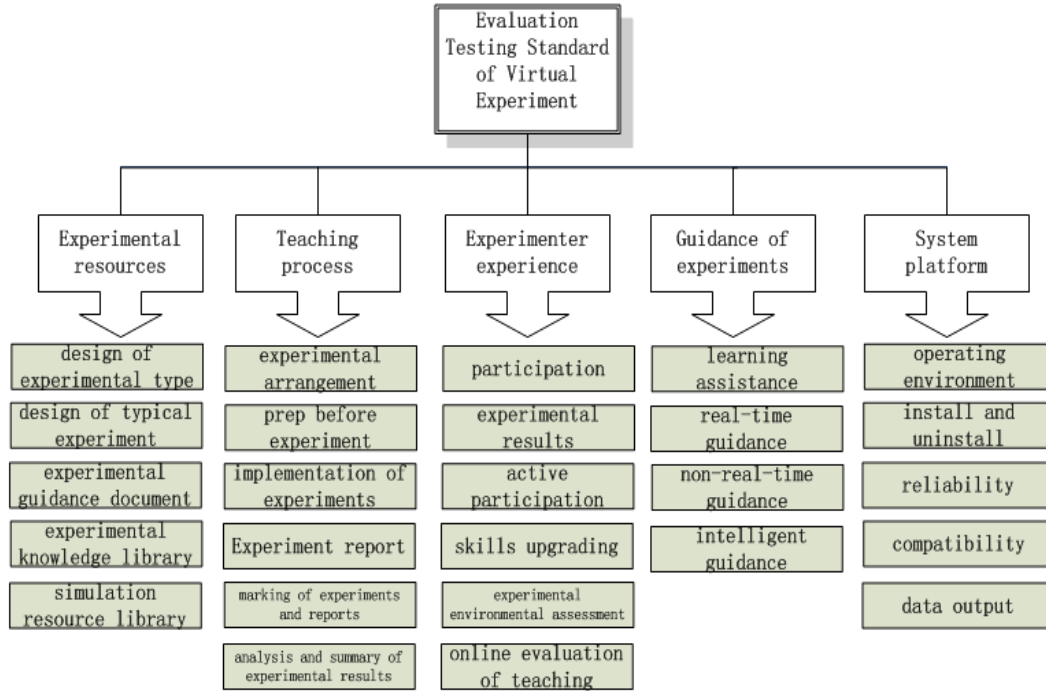 Evaluation
Testing Standard
of Virtual
Experiment
Experimental
resources
Teaching
process
Experimenter
experience
Guidance of
experiments
System
platform
design of
experimental type
design of typical
experiment
experimental
guidance document
experimental
knowledge library
simulation
resource library
experimental
arrangement
prep before
experiment
implementation of
experiments
Experiment report
marking of experiments
and reports
analysis and summary of
experimental results
participation
experimental
results
active
participation
skills upgrading
experimental
environmental assessment
online evaluation
of teaching
learning
assistance
real-time
guidance
non-real-time
guidance
intelligent
guidance
operating
environment
install and
uninstall
reliability
compatibility
data output